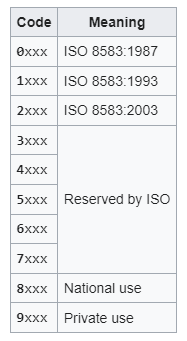 Code Meaning
0xxx ISO 8583:1987
1xxx ISO 8583:1993
2xxx ISO 8583:2003
3xxx
4xxx
5xxx Reserved by ISO
6xxx
7xxx
8xxx National use
9xxx Private use